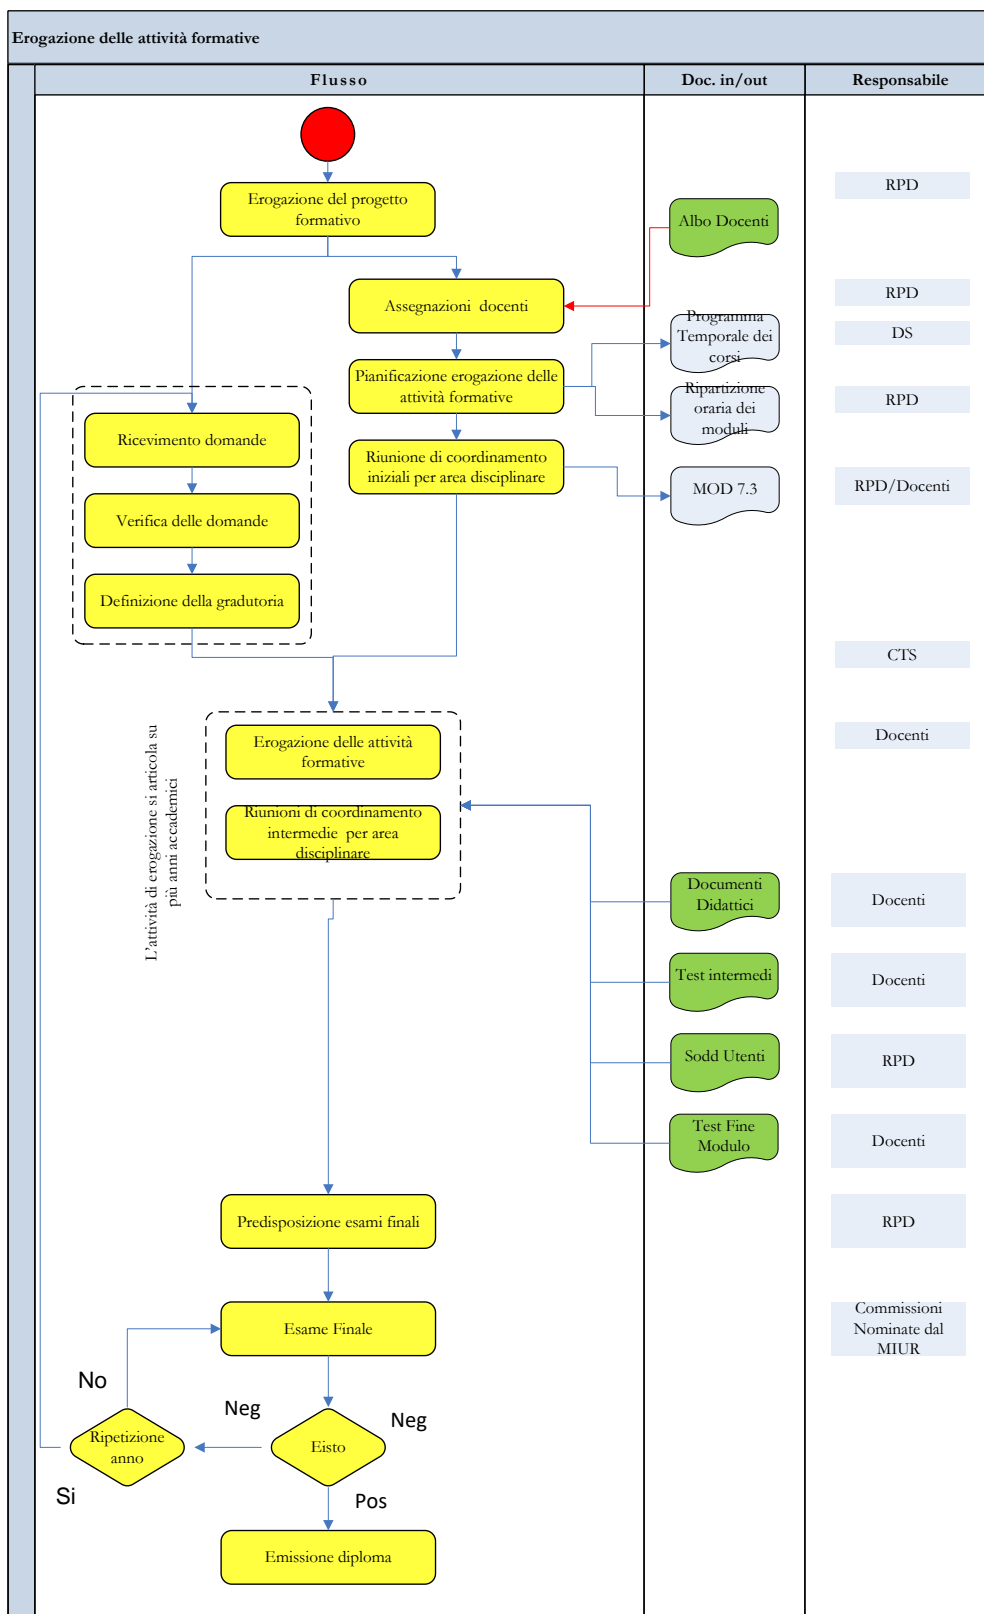 Erogazione delle attività formative
Flusso
Doc. in/out
Responsabile
Erogazione del progetto
formativo
RPD
Albo Docenti
Assegnazioni  docenti
RPD
Programma
Temporale dei
corsi
DS
Pianificazione erogazione delle
attività formative
Ripartizione
oraria dei
moduli
RPD
Ricevimento domande
Riunione di coordinamento
iniziali per area disciplinare
MOD 7.3
RPD/Docenti
Verifica delle domande
Definizione della gradutoria
CTS
L'attività di erogazione si articola su
più anni accademici
Erogazione delle attività
formative
Docenti
Riunioni di coordinamento
intermedie  per area
disciplinare
Documenti
Didattici
Docenti
Test intermedi
Docenti
Sodd Utenti
RPD
Test Fine
Modulo
Docenti
Predisposizione esami finali
RPD
Esame Finale
Commissioni
Nominate dal
MIUR
No
Neg
Neg
Ripetizione
anno
Eisto
Si
Pos
Emissione diploma